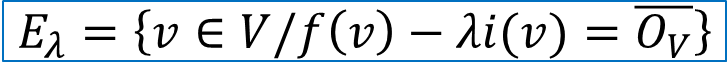 E_λ = {v ∈ V/f(v) − λi(v) = \overline{O_V}}